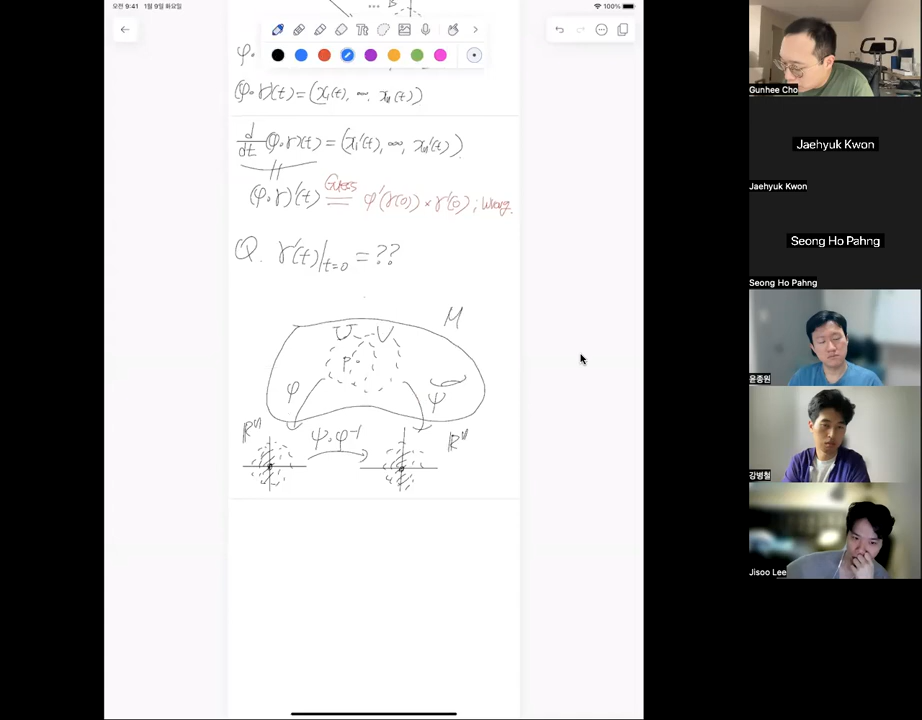 오전 9:41 1월 9일 화요일
100%
(φ∘γ)(t) = (x₁(t), ⋯, xₙ(t))
d/dt (φ∘γ)(t) = (x₁'(t), ⋯, xₙ'(t)).
(φ∘γ)'(t) Guess = φ'(γ(0)) × γ'(0) ; wrong.
Q. γ'(t)|t=0 = ??
M
U V
P
φ ψ
ℝⁿ ψ∘φ⁻¹ ℝⁿ
Gunhee Cho
Jaehyuk Kwon
Jaehyuk Kwon
Seong Ho Pahng
Seong Ho Pahng
윤종원
강병철
Jisoo Lee